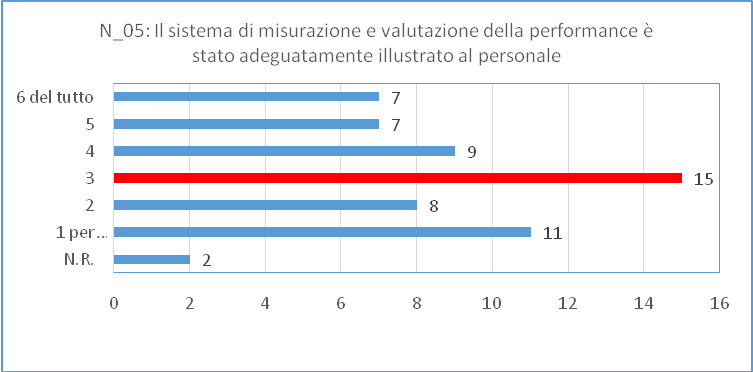 N_05: Il sistema di misurazione e valutazione della performance è
stato adeguatamente illustrato al personale
6 del tutto 7
5 7
4 9
3 15
2 8
1 per... 11
N.R. 2
0 2 4 6 8 10 12 14 16